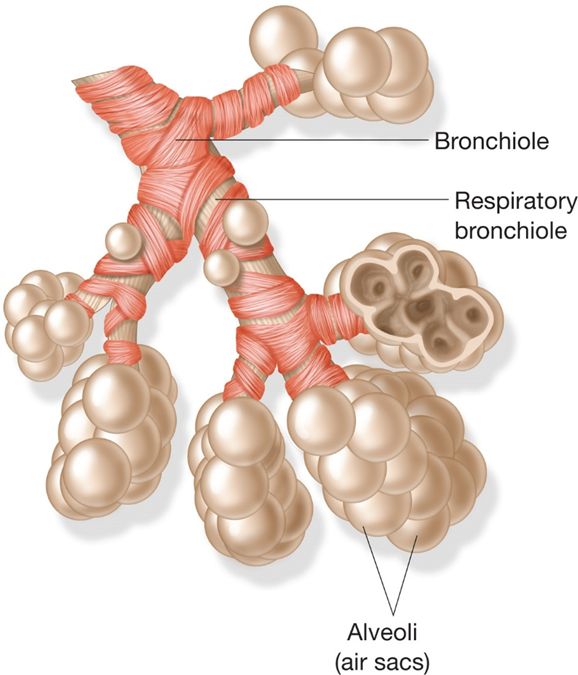 Bronchiole
Respiratory
bronchiole
Alveoli
(air sacs)